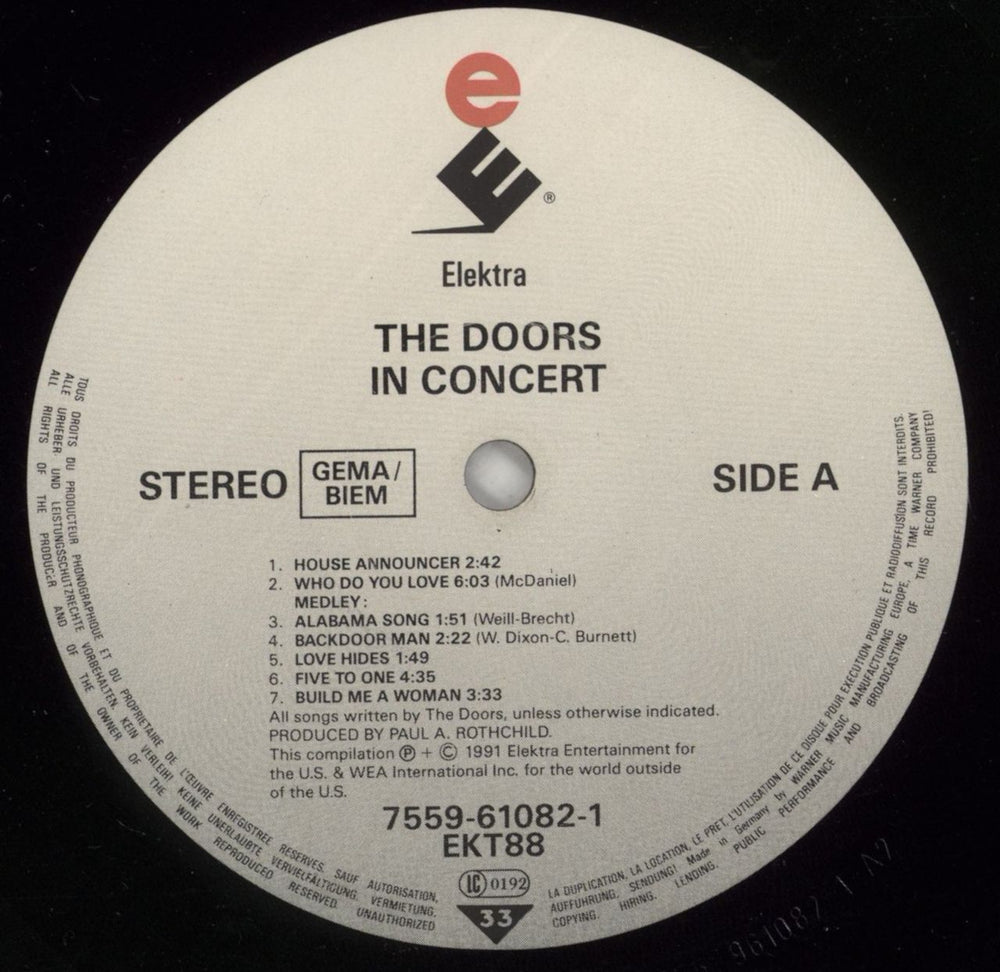 e
E ®
Elektra
THE DOORS
IN CONCERT
STEREO
GEMA/
BIEM
SIDE A
1. HOUSE ANNOUNCER 2:42
2. WHO DO YOU LOVE 6:03 (McDaniel)
MEDLEY:
3. ALABAMA SONG 1:51 (Weill-Brecht)
4. BACKDOOR MAN 2:22 (W. Dixon-C. Burnett)
5. LOVE HIDES 1:49
6. FIVE TO ONE 4:35
7. BUILD ME A WOMAN 3:33
All songs written by The Doors, unless otherwise indicated.
PRODUCED BY PAUL A. ROTHCHILD.
This compilation ℗ + © 1991 Elektra Entertainment for
the U.S. & WEA International Inc. for the world outside
of the U.S.
7559-61082-1
EKT88
LC 0192
33
TOUS DROITS DU PRODUCTEUR PHONOGRAPHIQUE ET DU PROPRIETAIRE DE L'ŒUVRE ENREGISTREE RESERVES. SAUF AUTORISATION,
LA DUPLICATION, LA LOCATION, LE PRET, L'UTILISATION DE CE DISQUE POUR EXECUTION PUBLIQUE ET RADIODIFFUSION SONT INTERDITS.
ALLE URHEBER UND LEISTUNGSSCHUTZRECHTE VORBEHALTEN. KEIN VERLEIH! KEINE UNERLAUBTE VERVIELFÄLTIGUNG, VERMIETUNG,
AUFFÜHRUNG, SENDUNG! Made in Germany by WARNER MUSIC MANUFACTURING EUROPE, A TIME WARNER COMPANY
ALL RIGHTS OF THE PRODUCER AND OF THE OWNER OF THE WORK REPRODUCED RESERVED. UNAUTHORIZED
COPYING. HIRING. LENDING. PUBLIC PERFORMANCE AND BROADCASTING OF THIS RECORD PROHIBITED!